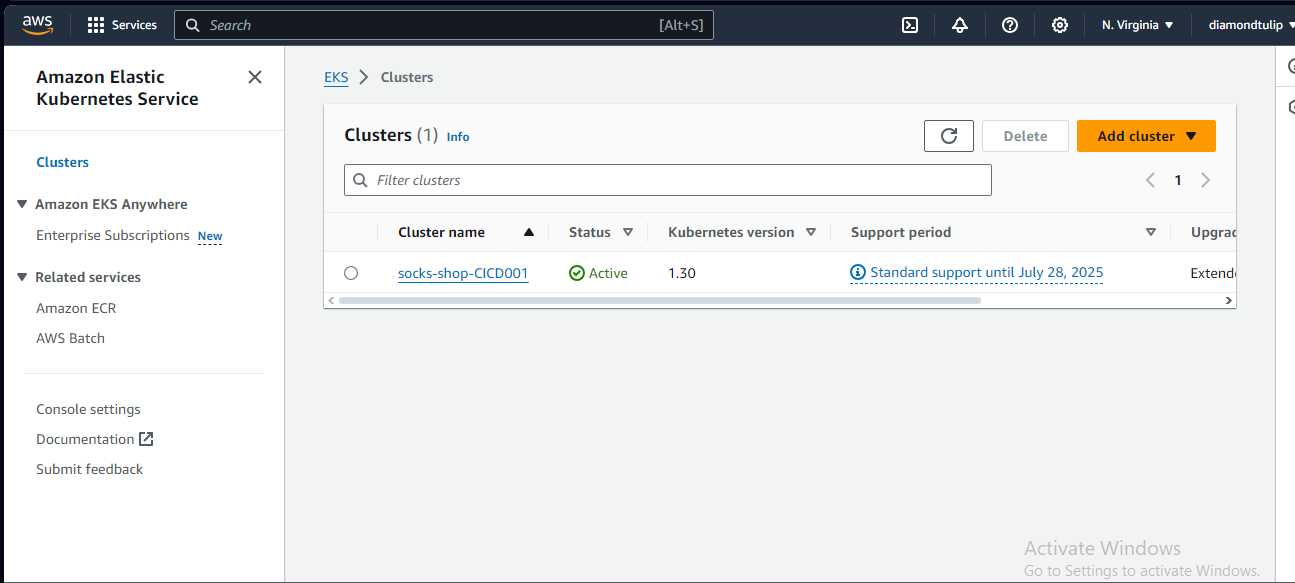 aws Services Search [Alt+S] N. Virginia diamondtulip
Amazon Elastic
Kubernetes Service
Clusters
Amazon EKS Anywhere
Enterprise Subscriptions New
Related services
Amazon ECR
AWS Batch
Console settings
Documentation
Submit feedback
EKS Clusters
Clusters (1) Info Delete Add cluster
Filter clusters 1
Cluster name Status Kubernetes version Support period Upgrad
socks-shop-CICD001 Active 1.30 Standard support until July 28, 2025 Extende
Activate Windows
Go to Settings to activate Windows.